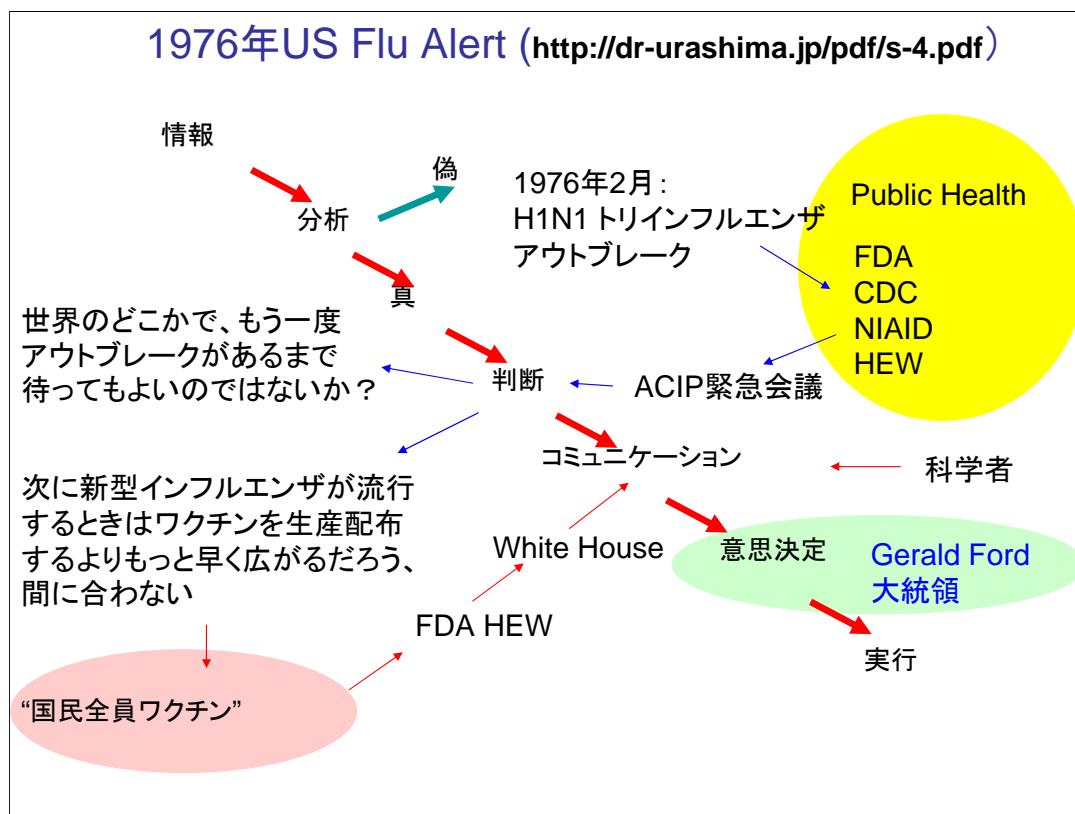 1976年US Flu Alert (http://dr-urashima.jp/pdf/s-4.pdf)
情報
偽
分析
真
1976年2月:
H1N1 トリインフルエンザ
アウトブレーク
Public Health
FDA
CDC
NIAID
HEW
世界のどこかで、もう一度
アウトブレークがあるまで
待ってもよいのではないか?
判断
ACIP緊急会議
コミュニケーション
科学者
次に新型インフルエンザが流行
するときはワクチンを生産配布
するよりもっと早く広がるだろう、
間に合わない
White House
意思決定
Gerald Ford
大統領
FDA HEW
実行
“国民全員ワクチン”